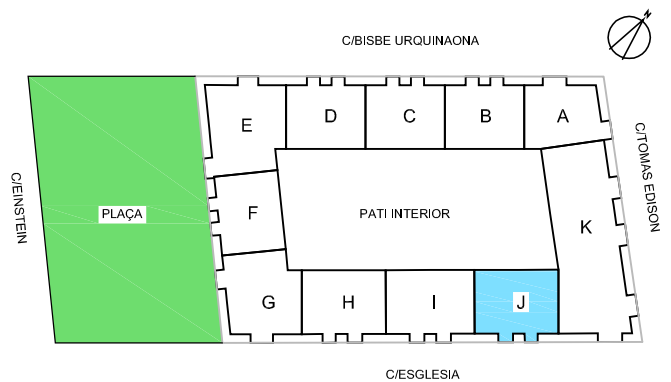 N
C/BISBE URQUINAONA
E
D
C
B
A
C/EINSTEIN
PLAÇA
F
PATI INTERIOR
K
C/TOMAS EDISON
G
H
I
J
C/ESGLESIA